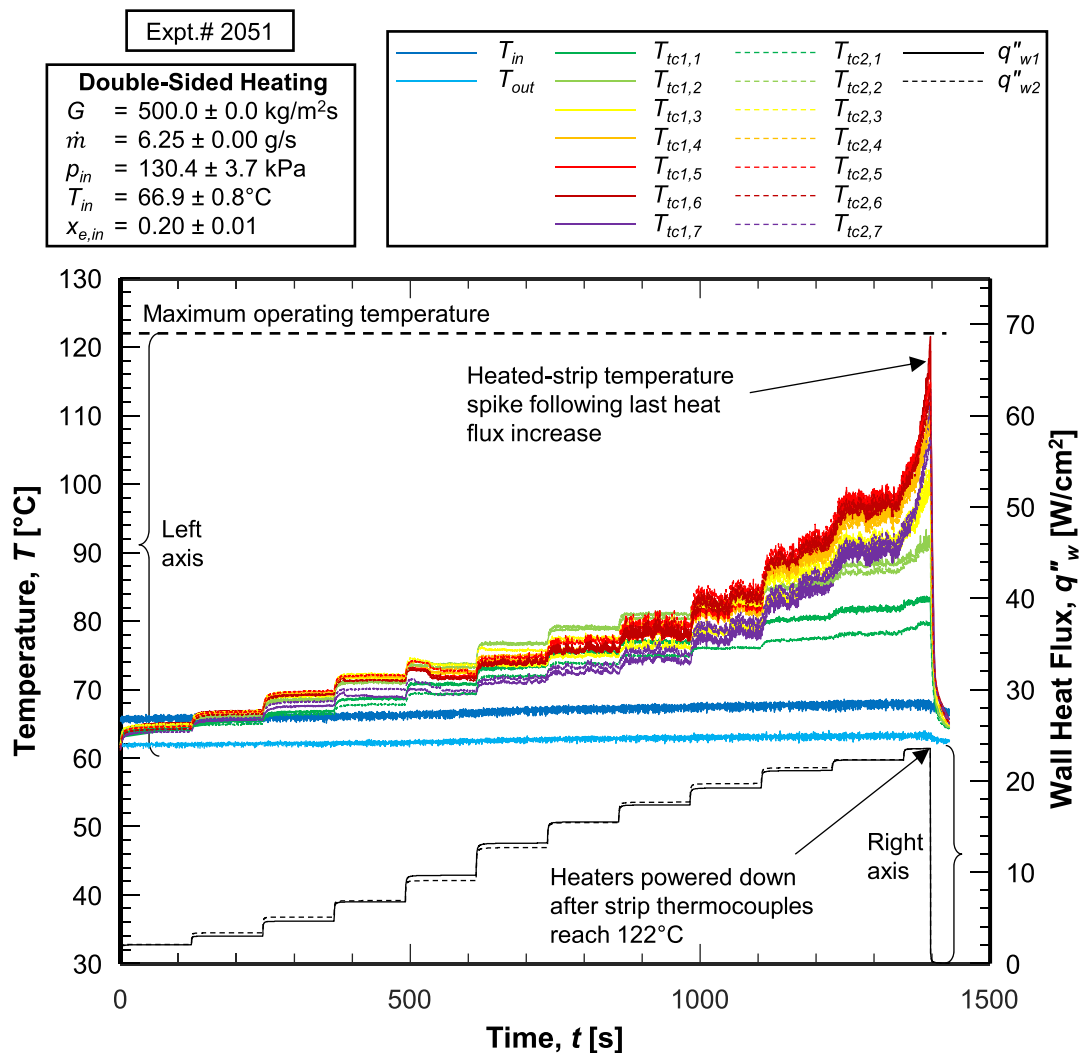 Expt.# 2051
Double-Sided Heating
G = 500.0 ± 0.0 kg/m²s
ṁ = 6.25 ± 0.00 g/s
p_in = 130.4 ± 3.7 kPa
T_in = 66.9 ± 0.8°C
x_e,in = 0.20 ± 0.01
T_in T_tc1,1 T_tc2,1 q″_w1
T_out T_tc1,2 T_tc2,2 q″_w2
T_tc1,3 T_tc2,3
T_tc1,4 T_tc2,4
T_tc1,5 T_tc2,5
T_tc1,6 T_tc2,6
T_tc1,7 T_tc2,7
Maximum operating temperature
Heated-strip temperature
spike following last heat
flux increase
Left
axis
Right
axis
Heaters powered down
after strip thermocouples
reach 122°C
Temperature, T [°C]
130
120
110
100
90
80
70
60
50
40
30
Wall Heat Flux, q″_w [W/cm²]
70
60
50
40
30
20
10
0
0 500 1000 1500
Time, t [s]